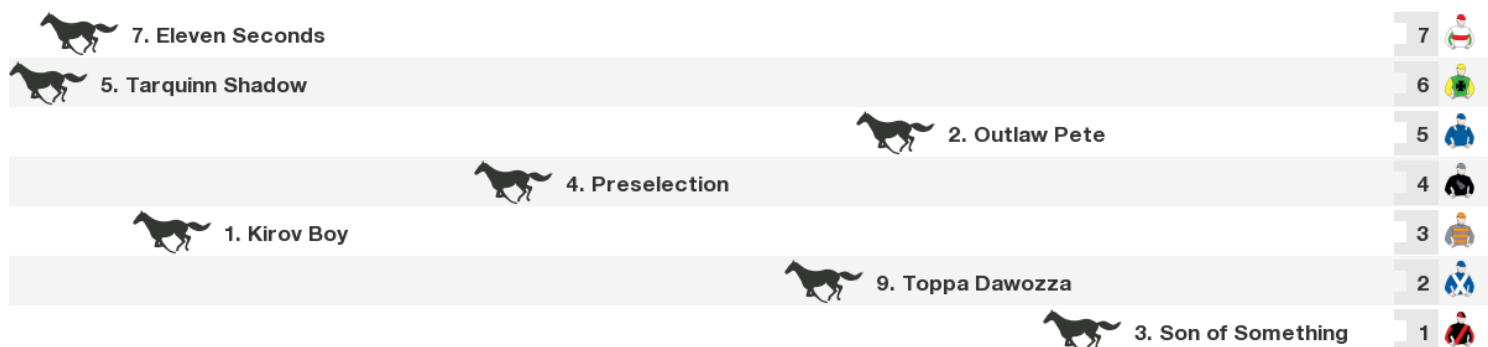 7. Eleven Seconds 7
5. Tarquinn Shadow 6
2. Outlaw Pete 5
4. Preselection 4
1. Kirov Boy 3
9. Toppa Dawozza 2
3. Son of Something 1